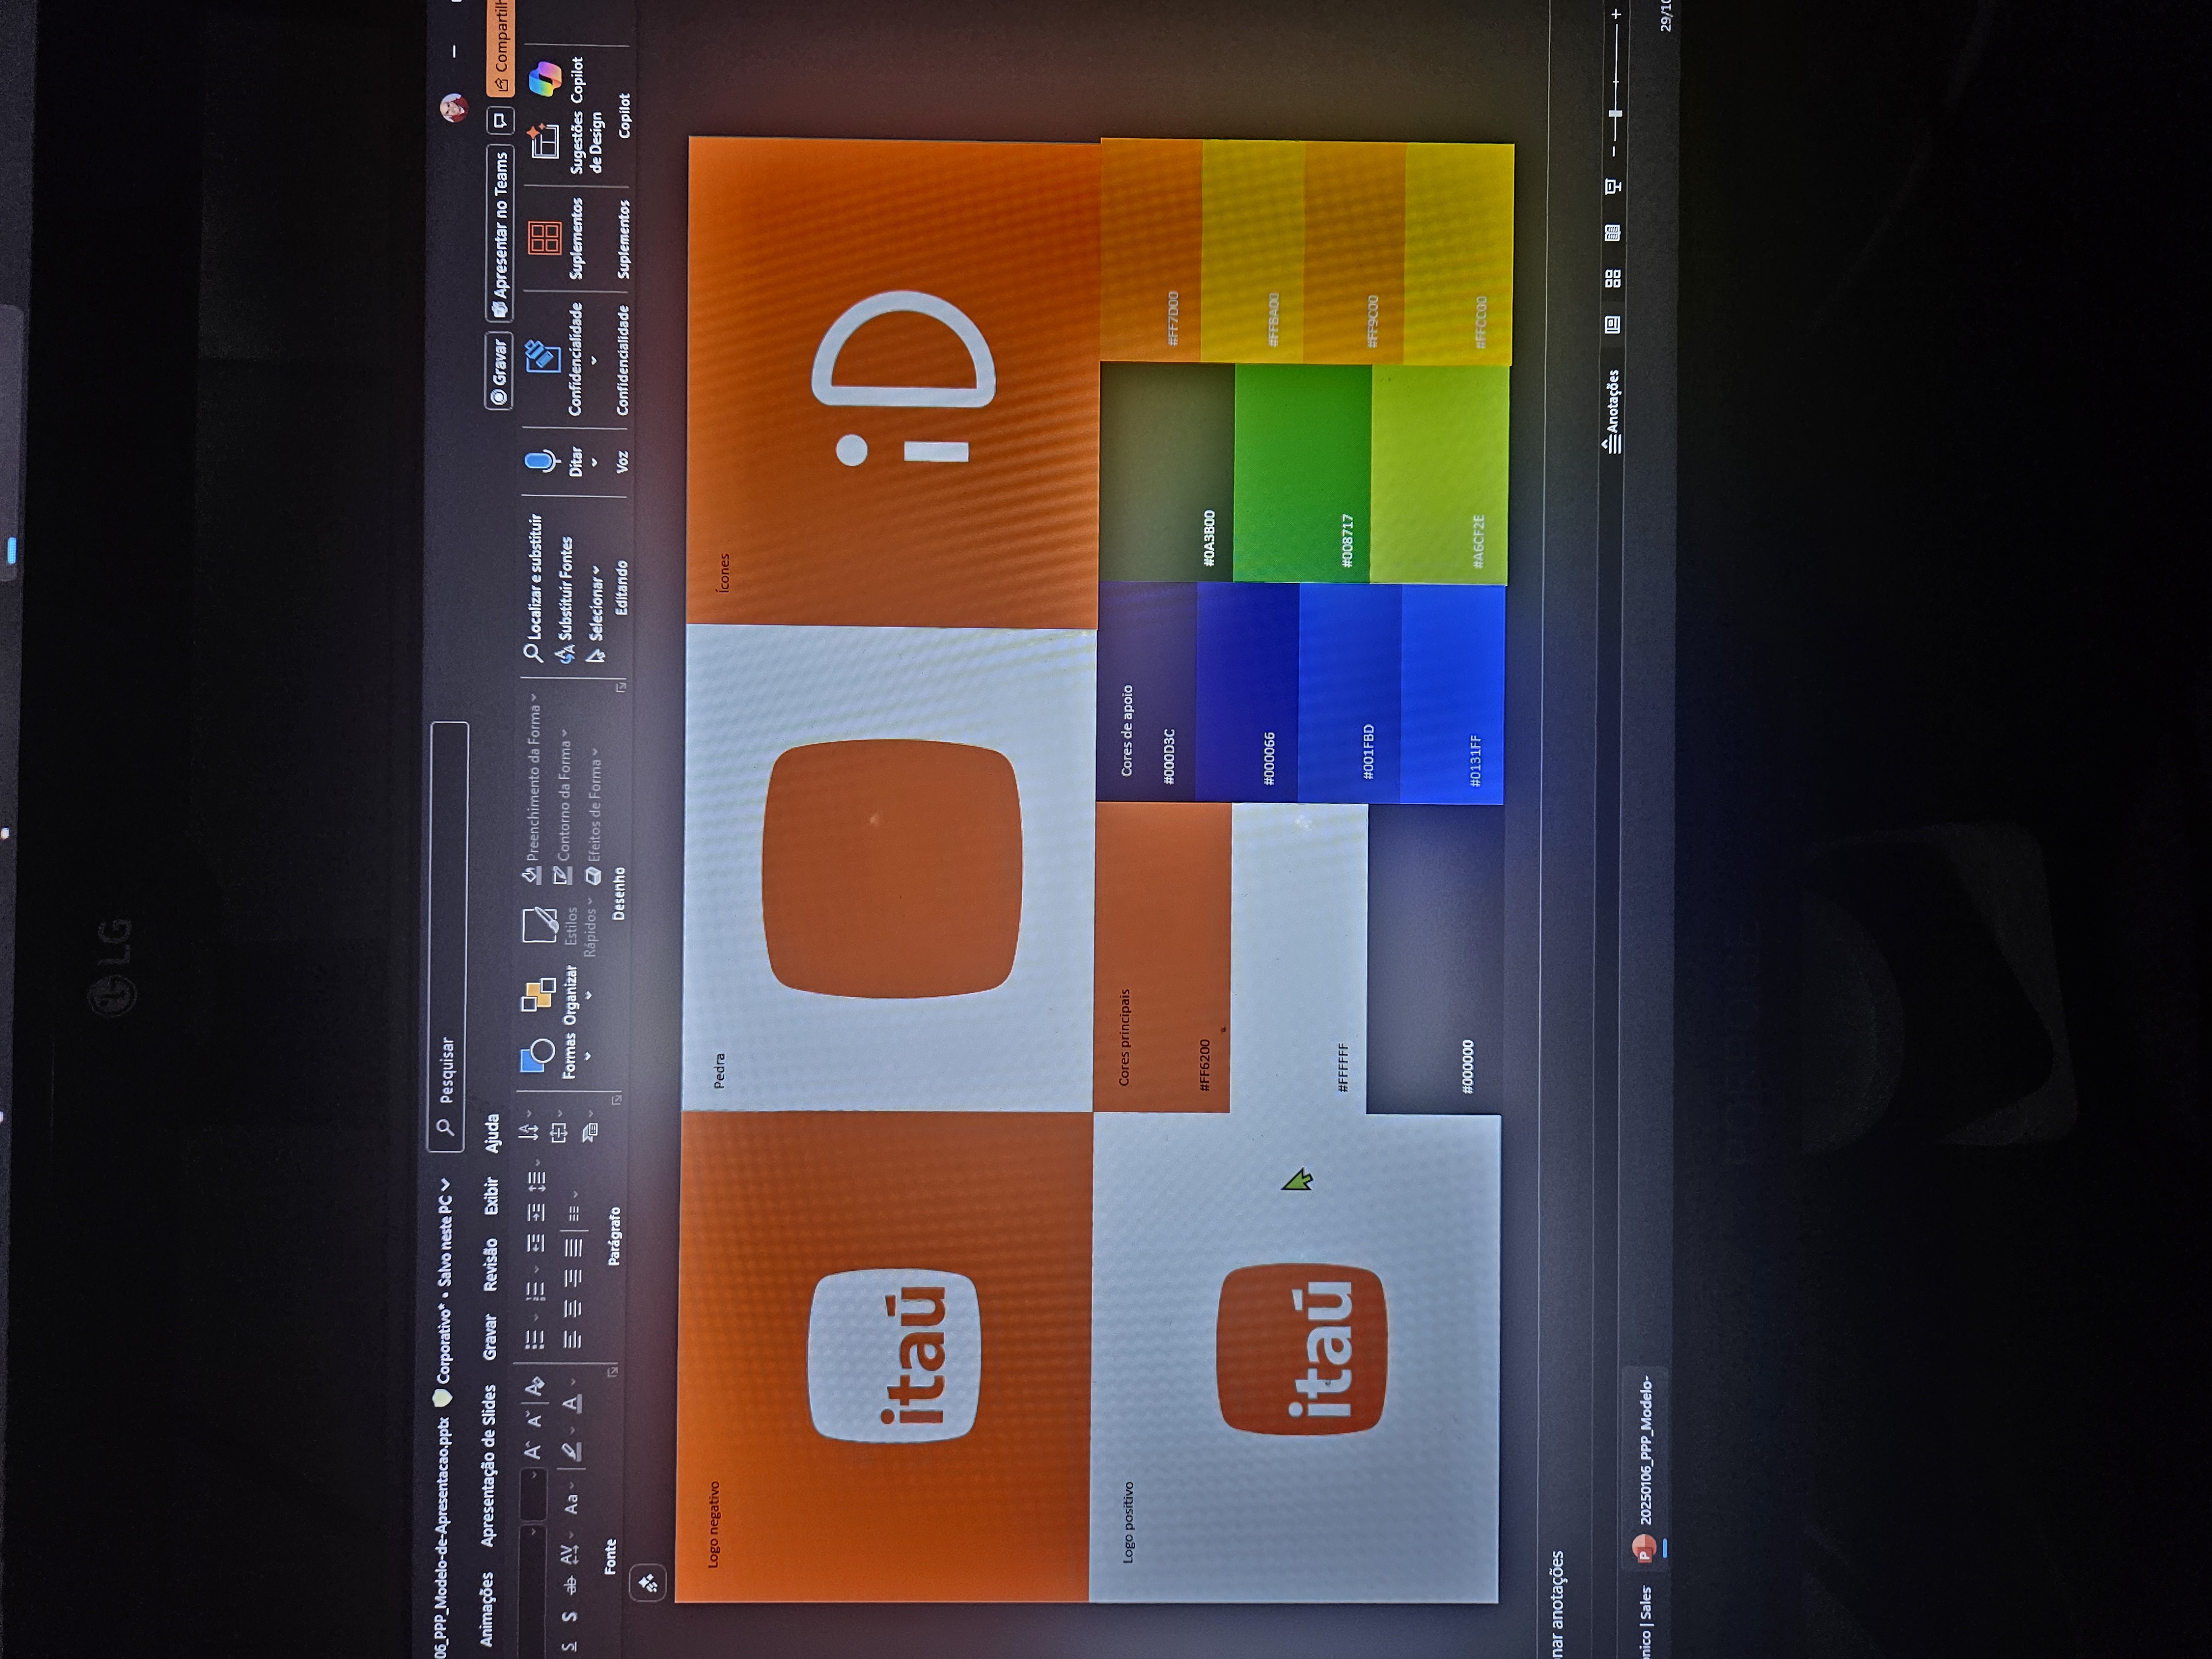 LG
06_PPP_Modelo-de-Apresentacao.pptx Corporativo* • Salvo neste PC
Pesquisar
Animações Apresentação de Slides Gravar Revisão Exibir Ajuda
Gravar Apresentar no Teams Compartilh
Aa
Formas Organizar Estilos Rápidos
Preenchimento da Forma
Contorno da Forma
Efeitos de Forma
Localizar e substituir
Substituir Fontes
Selecionar
Ditar
Confidencialidade
Suplementos
Sugestões de Design
Copilot
Fonte Parágrafo Desenho Editando Voz Confidencialidade Suplementos Copilot
Logo negativo
itaú
Pedra
Ícones
iD
Logo positivo
itaú
Cores principais
#FF6200
#FFFFFF
#000000
Cores de apoio
#000D3C
#000066
#001FBD
#0131FF
#0A3B00
#008717
#A6CF2E
#FF7D00
#FFBA00
#FF9C00
#FFCC00
nar anotações
Anotações
ônico | Sales
20250106_PPP_Modelo-
29/10
PORPOISE